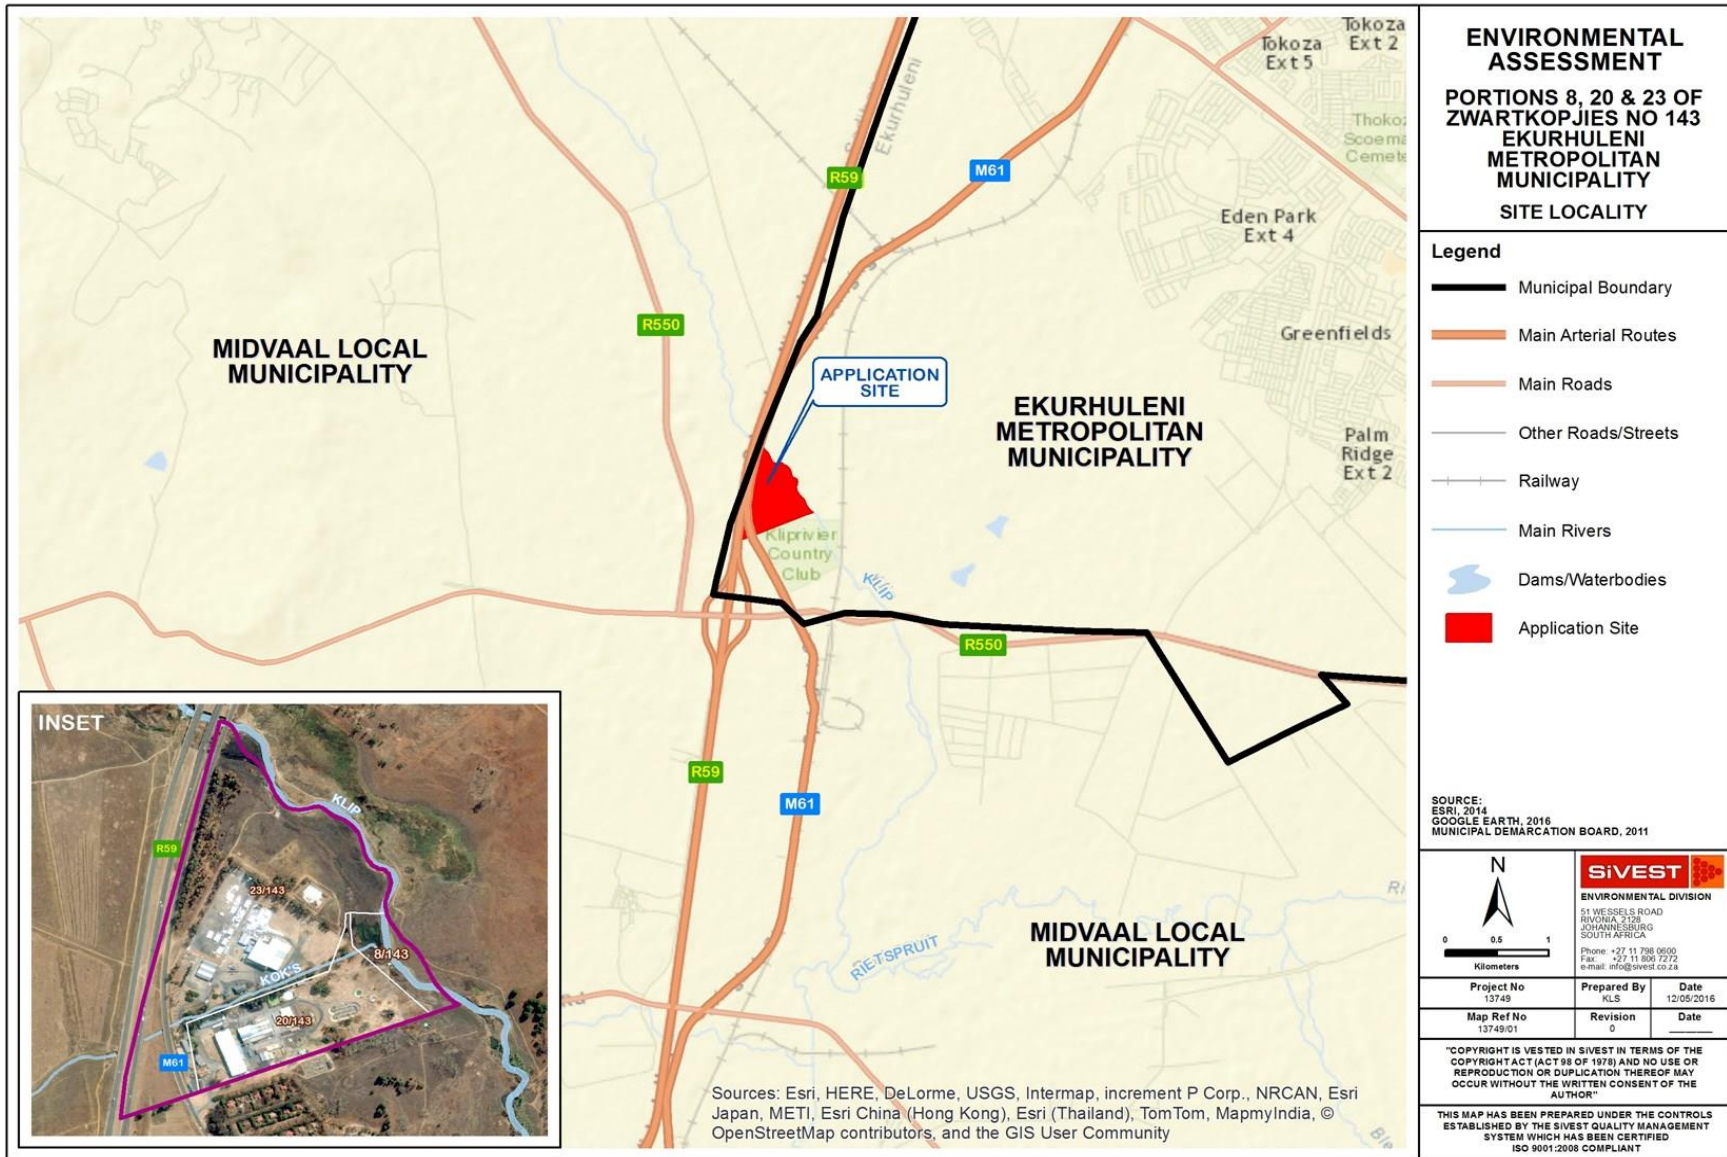 Tokoza
Ext 2
Tokoza
Ext 5
Ekurhuleni
Thokoz
Scoema
Cemete
R59
M61
Eden Park
Ext 4
R550
Greenfields
MIDVAAL LOCAL
MUNICIPALITY
APPLICATION
SITE
EKURHULENI
METROPOLITAN
MUNICIPALITY
Palm
Ridge
Ext 2
Kliprivier
Country
Club
KLIP
R550
R59
M61
RIETSPRUIT
Ri
MIDVAAL LOCAL
MUNICIPALITY
Ble
INSET
KLIP
R59
23/143
8/143
KOK'S
20/143
M61
Sources: Esri, HERE, DeLorme, USGS, Intermap, increment P Corp., NRCAN, Esri
Japan, METI, Esri China (Hong Kong), Esri (Thailand), TomTom, MapmyIndia, ©
OpenStreetMap contributors, and the GIS User Community
ENVIRONMENTAL
ASSESSMENT
PORTIONS 8, 20 & 23 OF
ZWARTKOPJIES NO 143
EKURHULENI
METROPOLITAN
MUNICIPALITY
SITE LOCALITY
Legend
Municipal Boundary
Main Arterial Routes
Main Roads
Other Roads/Streets
Railway
Main Rivers
Dams/Waterbodies
Application Site
SOURCE:
ESRI, 2014
GOOGLE EARTH, 2016
MUNICIPAL DEMARCATION BOARD, 2011
N
0 0.5 1
Kilometers
SiVEST
ENVIRONMENTAL DIVISION
51 WESSELS ROAD
RIVONIA, 2128
JOHANNESBURG
SOUTH AFRICA
Phone: +27 11 798 0600
Fax: +27 11 806 7272
e-mail: info@sivest.co.za
Project No
13749
Prepared By
KLS
Date
12/05/2016
Map Ref No
13749/01
Revision
0
Date
"COPYRIGHT IS VESTED IN SiVEST IN TERMS OF THE
COPYRIGHT ACT (ACT 98 OF 1978) AND NO USE OR
REPRODUCTION OR DUPLICATION THEREOF MAY
OCCUR WITHOUT THE WRITTEN CONSENT OF THE
AUTHOR"
THIS MAP HAS BEEN PREPARED UNDER THE CONTROLS
ESTABLISHED BY THE SiVEST QUALITY MANAGEMENT
SYSTEM WHICH HAS BEEN CERTIFIED
ISO 9001:2008 COMPLIANT